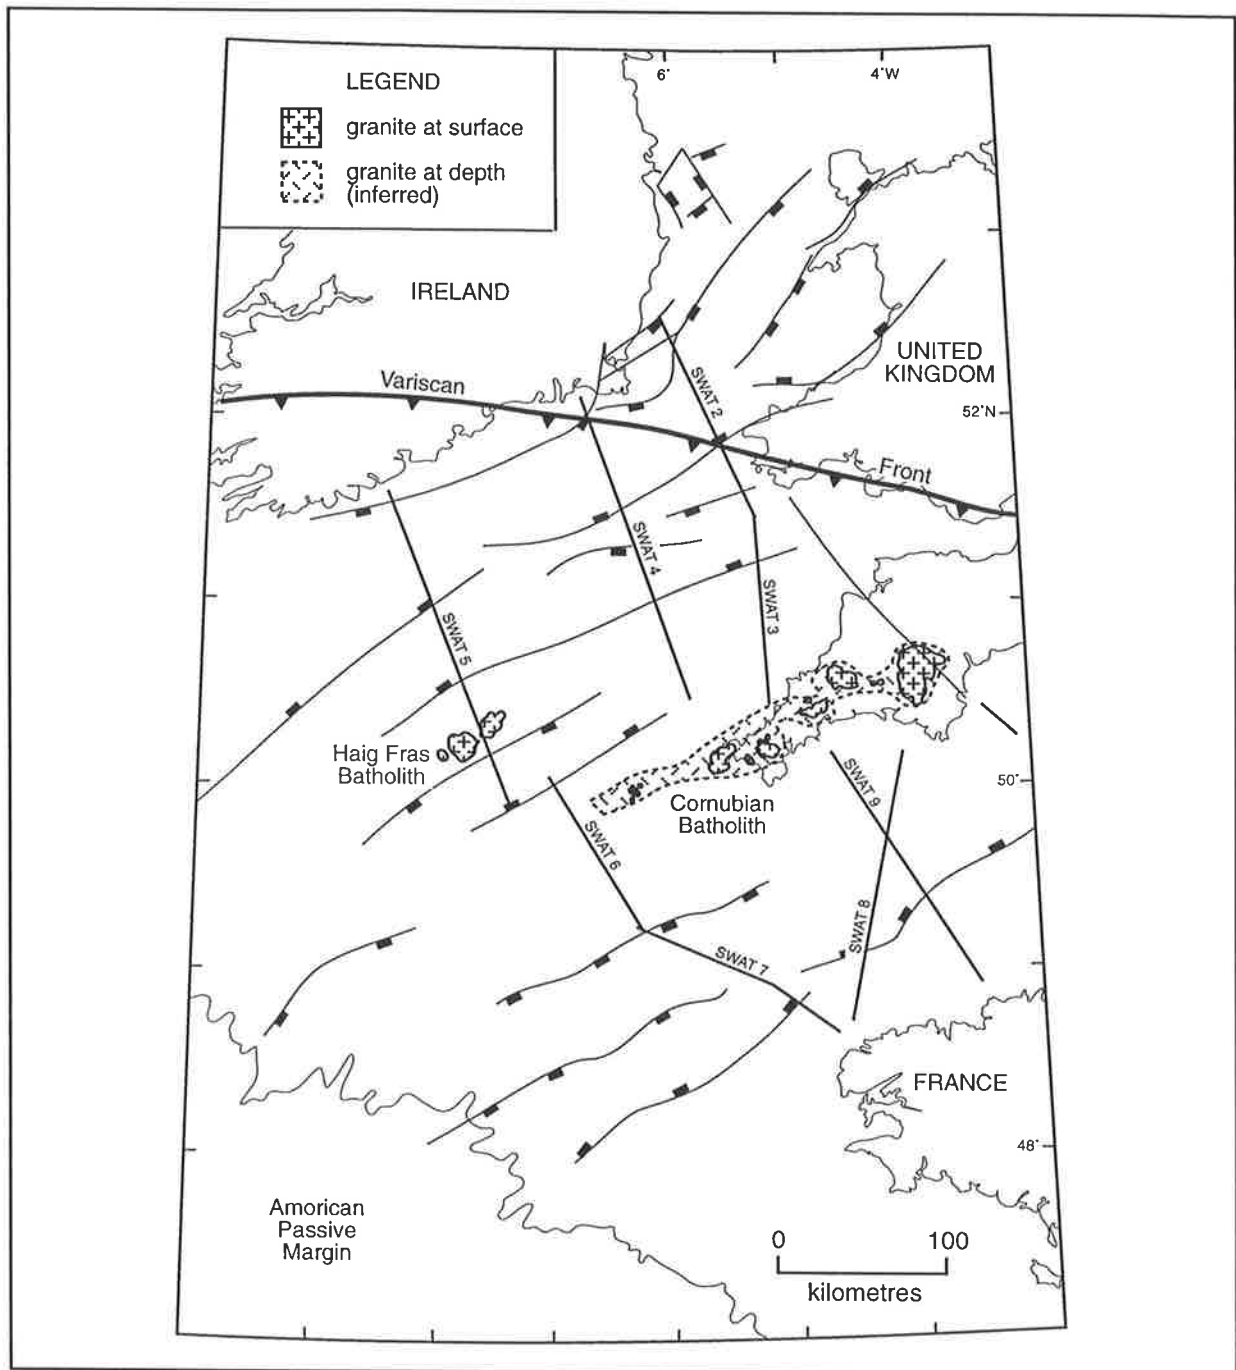 LEGEND
granite at surface
granite at depth
(inferred)
6°
4°W
IRELAND
UNITED
KINGDOM
Variscan
Front
52°N
SWAT 2
SWAT 4
SWAT 3
SWAT 5
Haig Fras
Batholith
Cornubian
Batholith
50°
SWAT 9
SWAT 6
SWAT 8
SWAT 7
FRANCE
48°
Amorican
Passive
Margin
0 100
kilometres